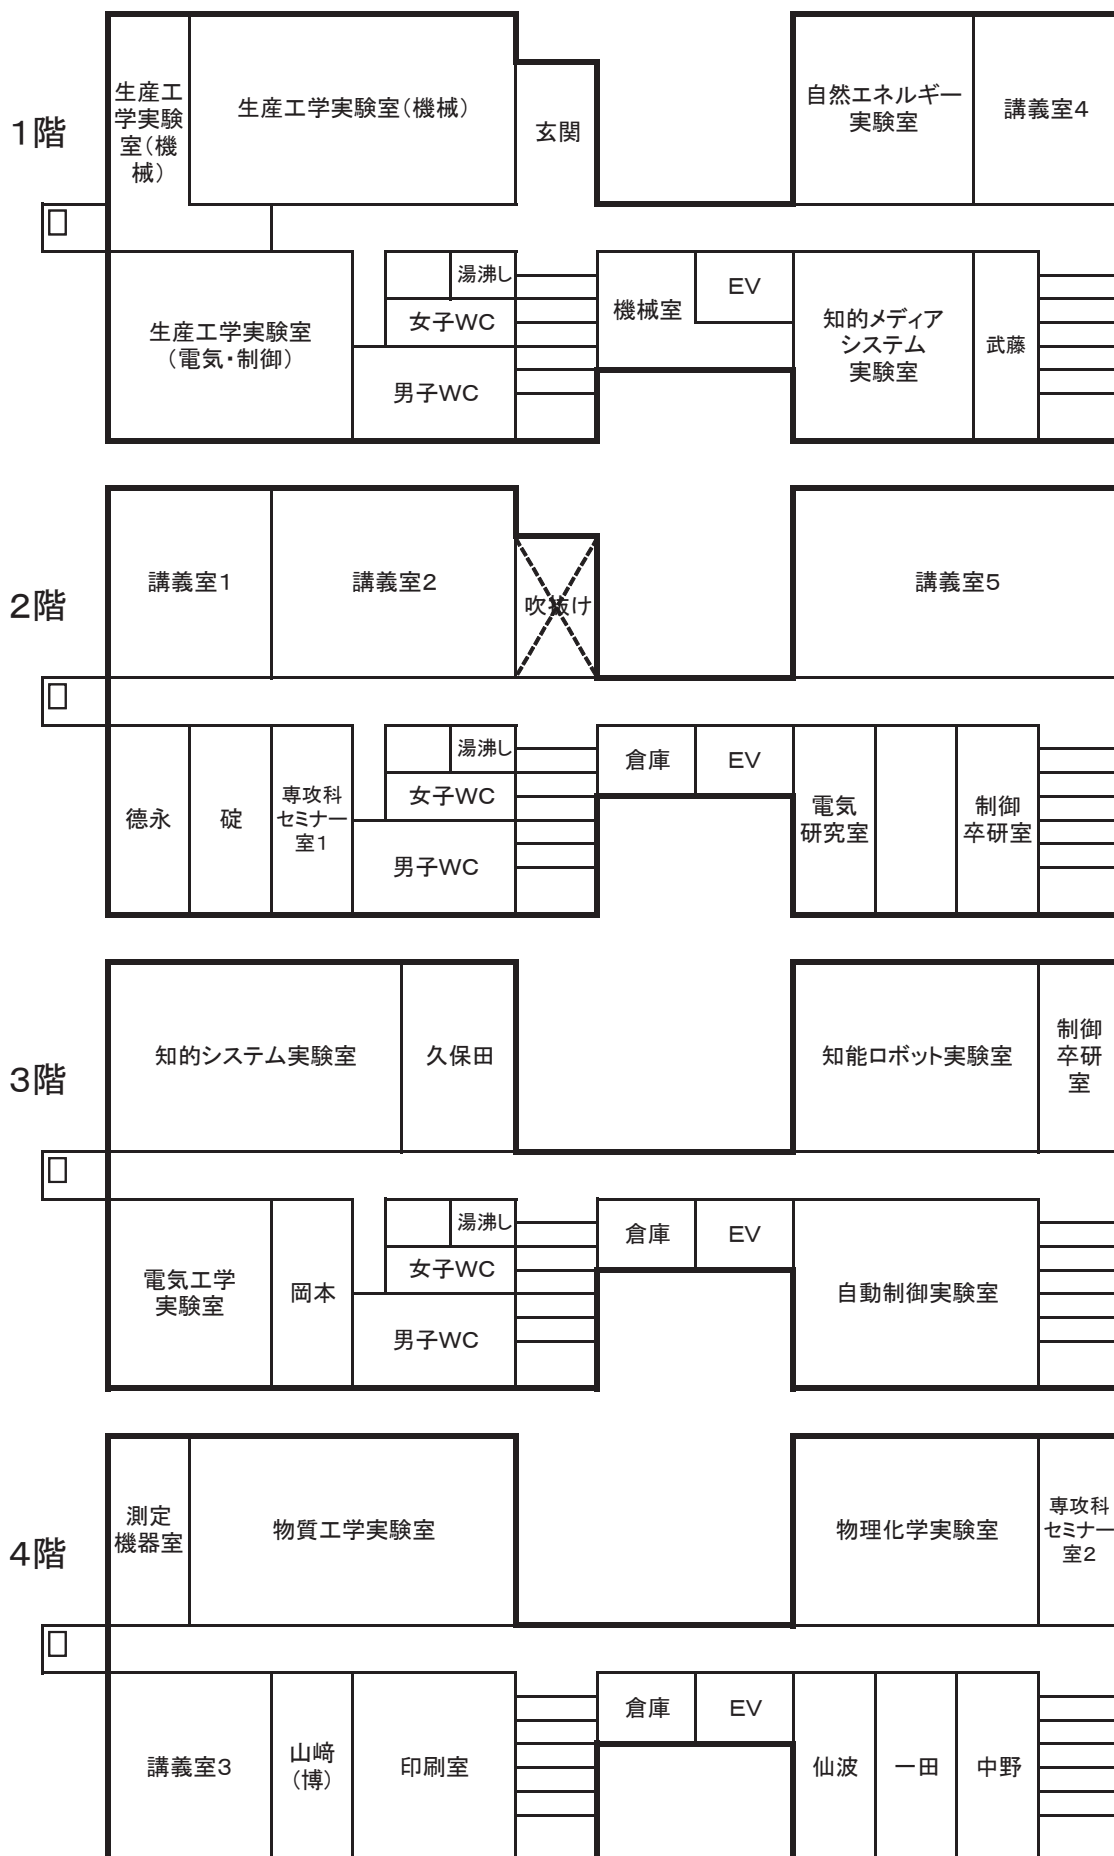 1階
生産工
学実験
室(機
械)
生産工学実験室(機械)
玄関
自然エネルギー
実験室
講義室4
生産工学実験室
(電気・制御)
湯沸し
女子WC
男子WC
機械室
EV
知的メディア
システム
実験室
武藤
2階
講義室1
講義室2
吹抜け
講義室5
德永
碇
専攻科
セミナー
室1
湯沸し
女子WC
男子WC
倉庫
EV
電気
研究室
制御
卒研室
3階
知的システム実験室
久保田
知能ロボット実験室
制御
卒研
室
電気工学
実験室
岡本
湯沸し
女子WC
男子WC
倉庫
EV
自動制御実験室
4階
測定
機器室
物質工学実験室
物理化学実験室
専攻科
セミナー
室2
講義室3
山﨑
(博)
印刷室
倉庫
EV
仙波
一田
中野